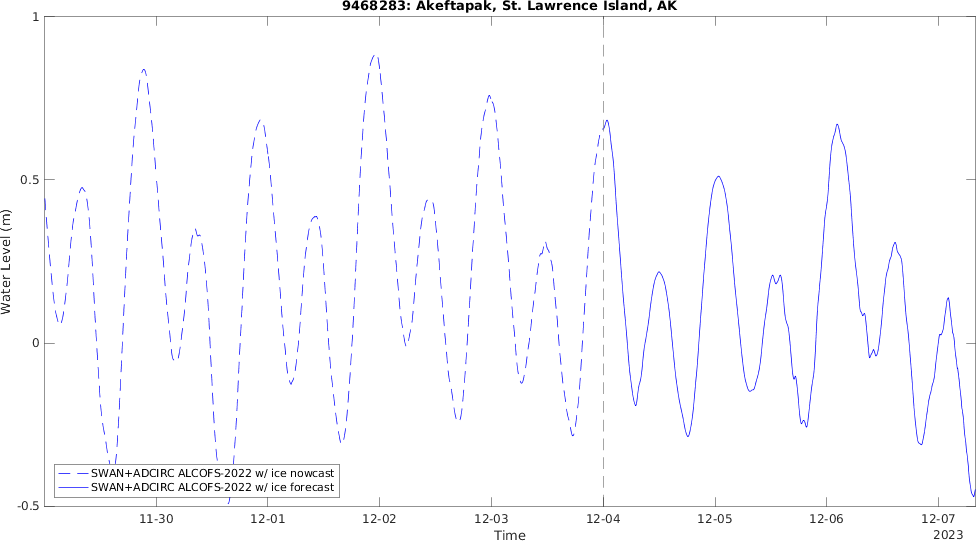 9468283: Akeftapak, St. Lawrence Island, AK
1
0.5
0
-0.5
Water Level (m)
SWAN+ADCIRC ALCOFS-2022 w/ ice nowcast
SWAN+ADCIRC ALCOFS-2022 w/ ice forecast
11-30 12-01 12-02 12-03 12-04 12-05 12-06 12-07
Time
2023